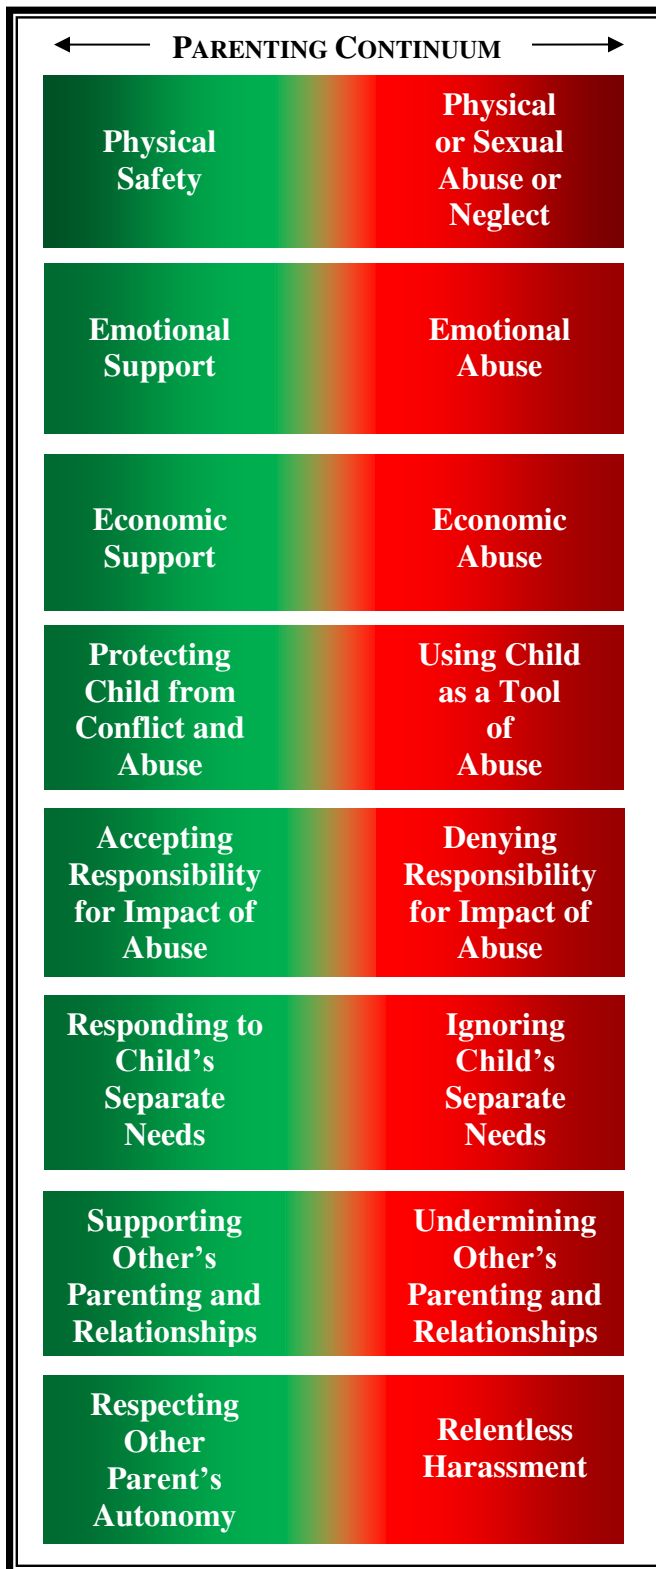 PARENTING CONTINUUM
Physical
Safety
Physical
or Sexual
Abuse or
Neglect
Emotional
Support
Emotional
Abuse
Economic
Support
Economic
Abuse
Protecting
Child from
Conflict and
Abuse
Using Child
as a Tool
of
Abuse
Accepting
Responsibility
for Impact of
Abuse
Denying
Responsibility
for Impact of
Abuse
Responding to
Child’s
Separate
Needs
Ignoring
Child’s
Separate
Needs
Supporting
Other’s
Parenting and
Relationships
Undermining
Other’s
Parenting and
Relationships
Respecting
Other
Parent’s
Autonomy
Relentless
Harassment